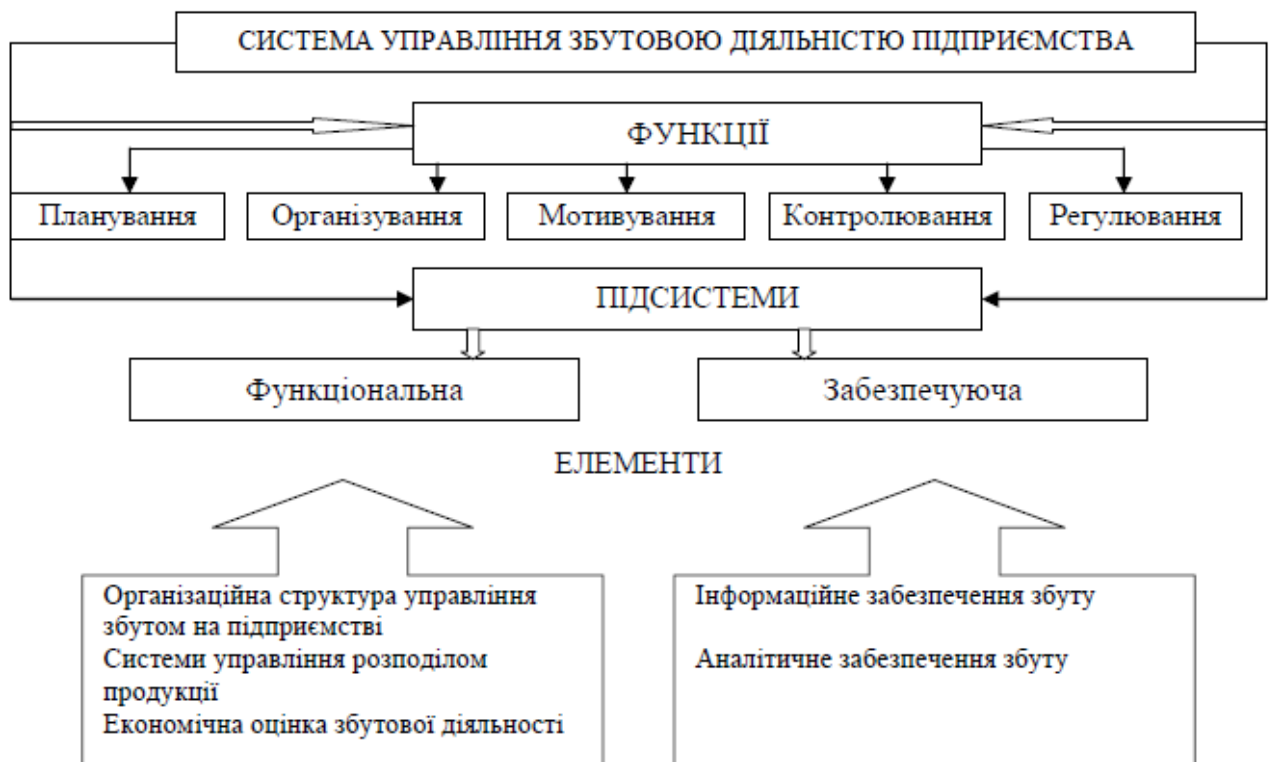 СИСТЕМА УПРАВЛІННЯ ЗБУТОВОЮ ДІЯЛЬНІСТЮ ПІДПРИЄМСТВА
ФУНКЦІЇ
Планування
Організування
Мотивування
Контролювання
Регулювання
ПІДСИСТЕМИ
Функціональна
Забезпечуюча
ЕЛЕМЕНТИ
Організаційна структура управління
збутом на підприємстві
Системи управління розподілом
продукції
Економічна оцінка збутової діяльності
Інформаційне забезпечення збуту
Аналітичне забезпечення збуту